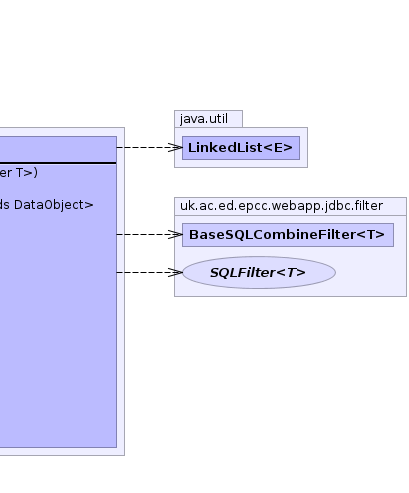 java.util
LinkedList<E>
er T>)
ds DataObject>
uk.ac.ed.epcc.webapp.jdbc.filter
BaseSQLCombineFilter<T>
SQLFilter<T>